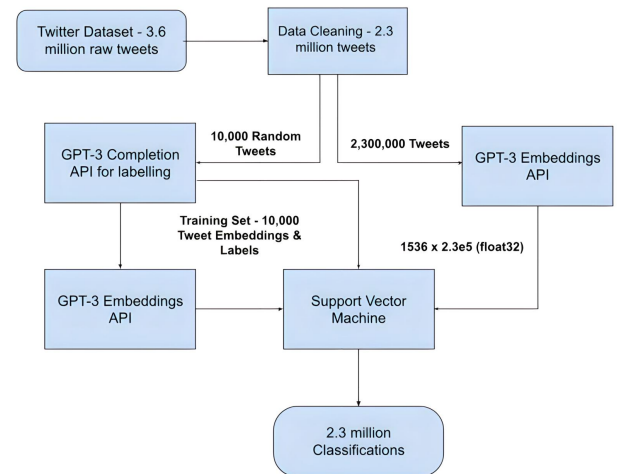 Twitter Dataset - 3.6
million raw tweets
Data Cleaning - 2.3
million tweets
10,000 Random
Tweets
2,300,000 Tweets
GPT-3 Completion
API for labelling
GPT-3 Embeddings
API
Training Set - 10,000
Tweet Embeddings &
Labels
1536 x 2.3e5 (float32)
GPT-3 Embeddings
API
Support Vector
Machine
2.3 million
Classifications